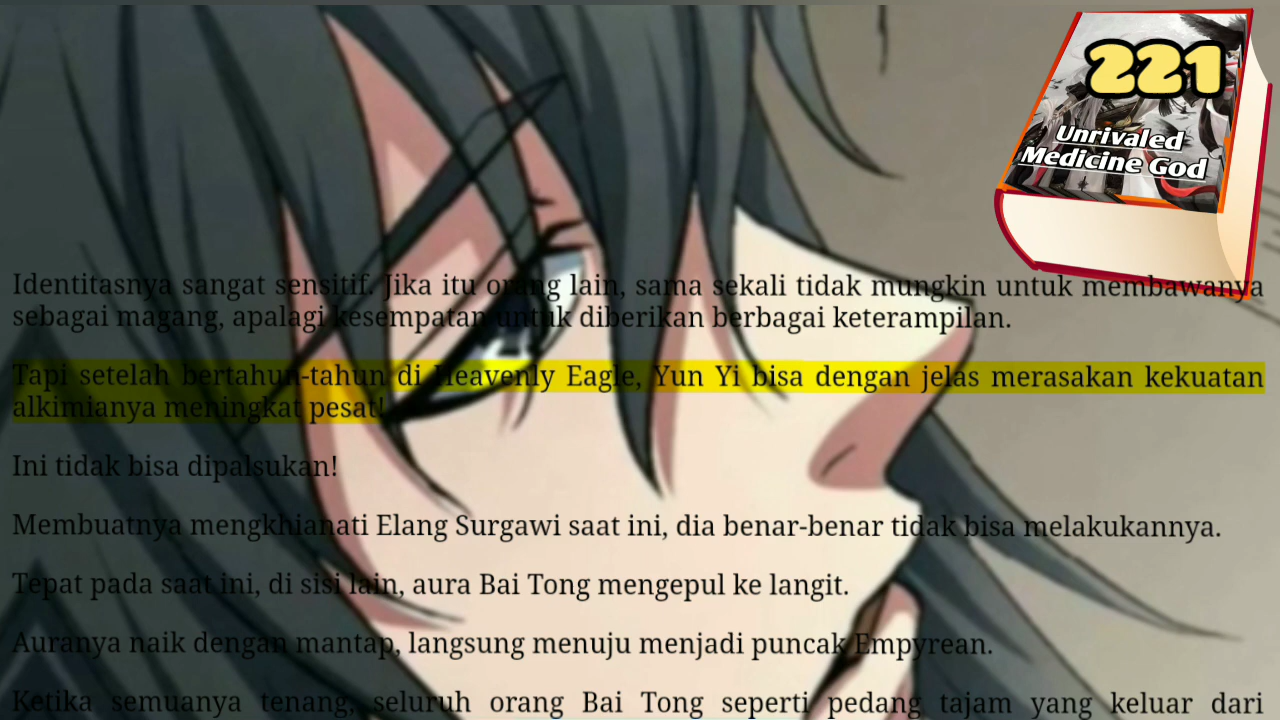 221
Unrivaled
Medicine God
Identitasnya sangat sensitif. Jika itu orang lain, sama sekali tidak mungkin untuk membawanya
sebagai magang, apalagi kesempatan untuk diberikan berbagai keterampilan.
Tapi setelah bertahun-tahun di Heavenly Eagle, Yun Yi bisa dengan jelas merasakan kekuatan
alkimianya meningkat pesat!
Ini tidak bisa dipalsukan!
Membuatnya mengkhianati Elang Surgawi saat ini, dia benar-benar tidak bisa melakukannya.
Tepat pada saat ini, di sisi lain, aura Bai Tong mengepul ke langit.
Auranya naik dengan mantap, langsung menuju menjadi puncak Empyrean.
Ketika semuanya tenang, seluruh orang Bai Tong seperti pedang tajam yang keluar dari